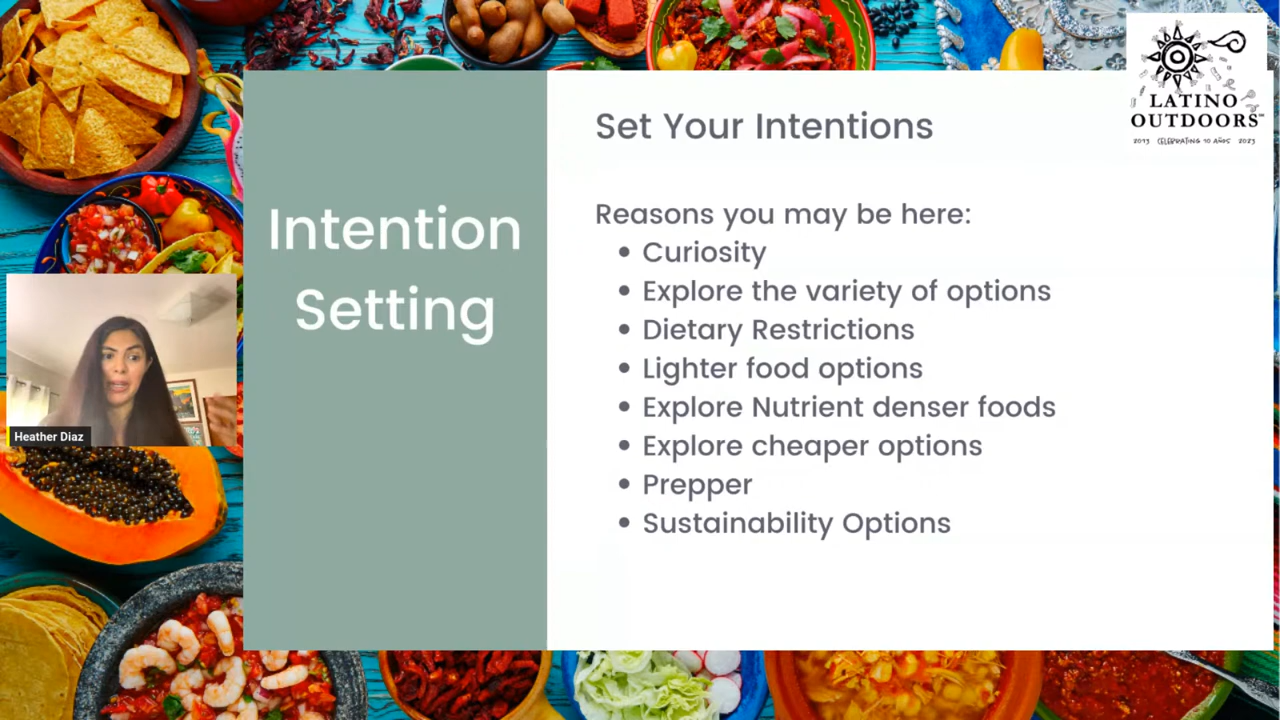 LATINO
OUTDOORS
2013 CELEBRATING 10 AÑOS 2023
Set Your Intentions
Intention
Setting
Reasons you may be here:
• Curiosity
• Explore the variety of options
• Dietary Restrictions
• Lighter food options
• Explore Nutrient denser foods
• Explore cheaper options
• Prepper
• Sustainability Options
Heather Diaz